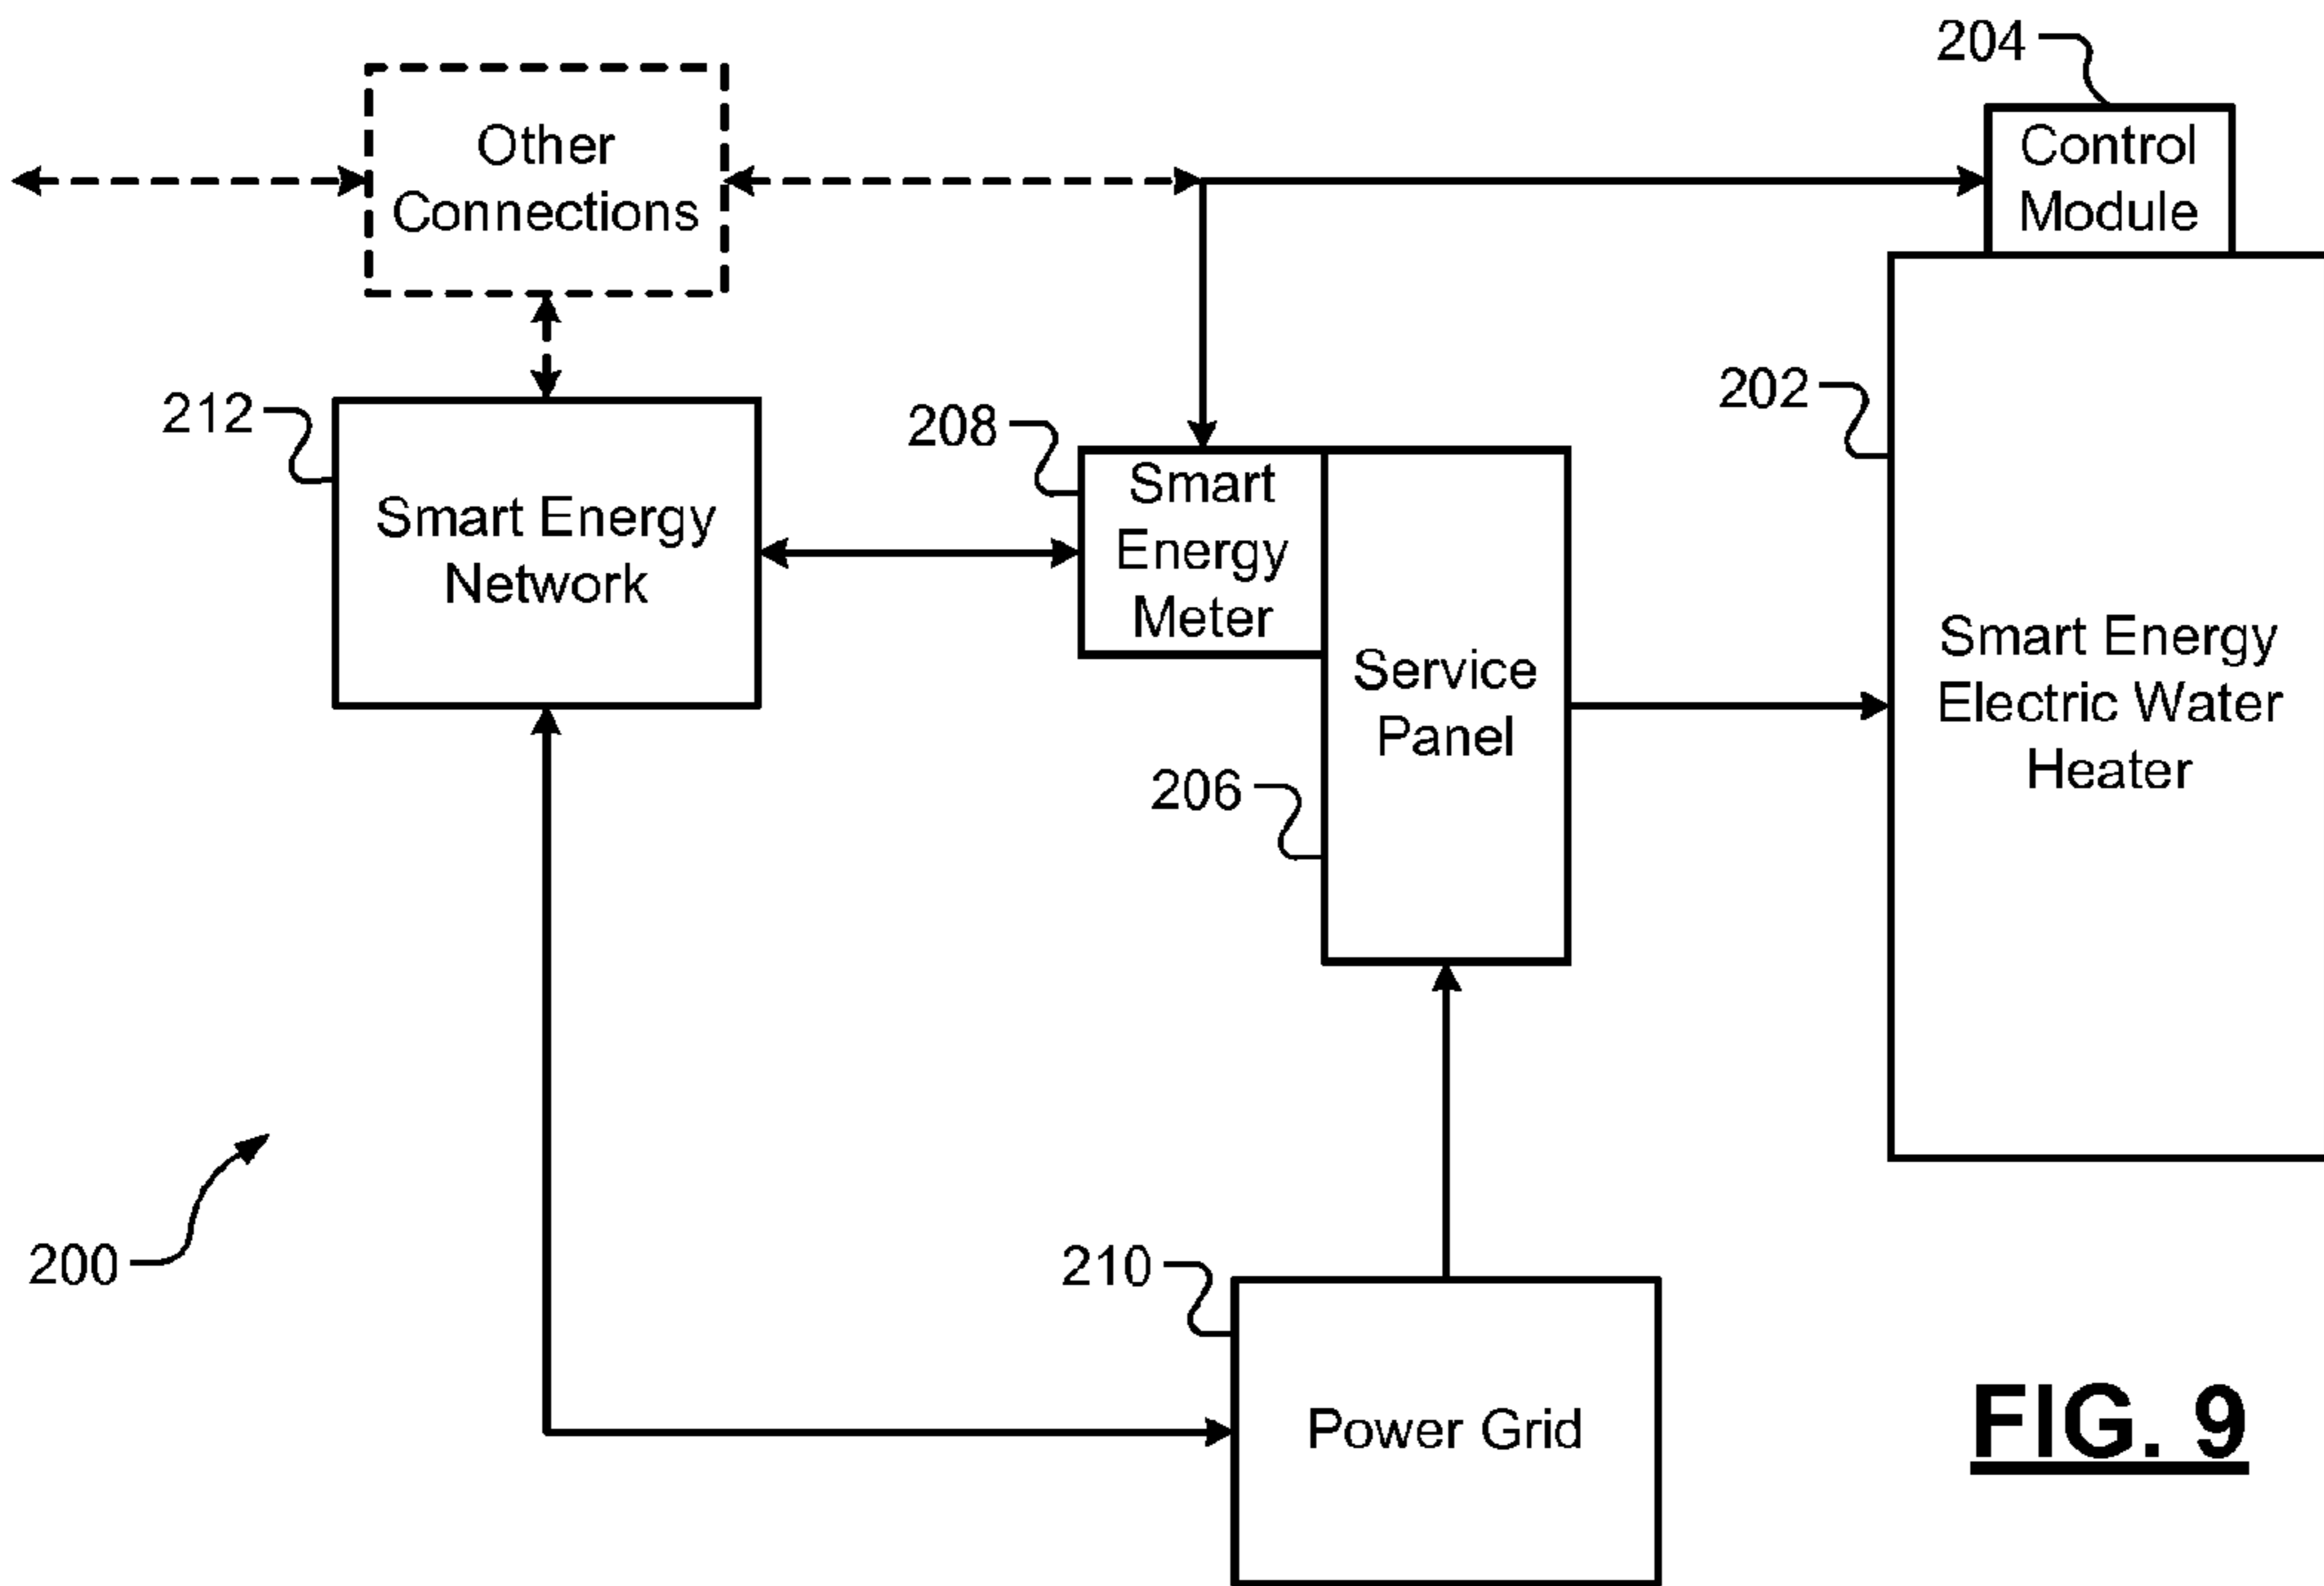 204
Other
Connections
Control
Module
212
208
202
Smart Energy
Network
Smart
Energy
Meter
Service
Panel
Smart Energy
Electric Water
Heater
206
200
210
Power Grid
FIG. 9